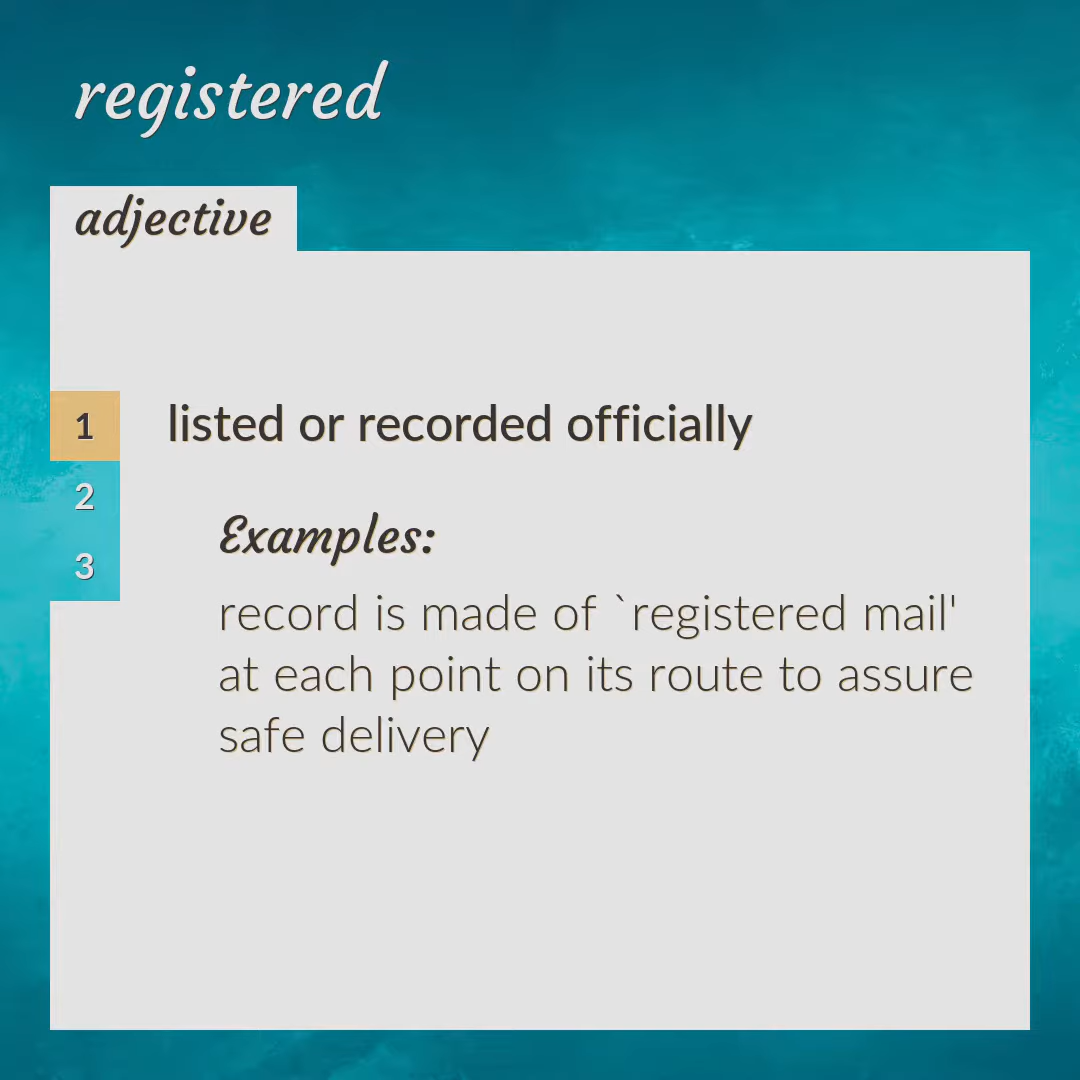 registered
adjective
1
listed or recorded officially
2
3
Examples:
record is made of `registered mail'
at each point on its route to assure
safe delivery